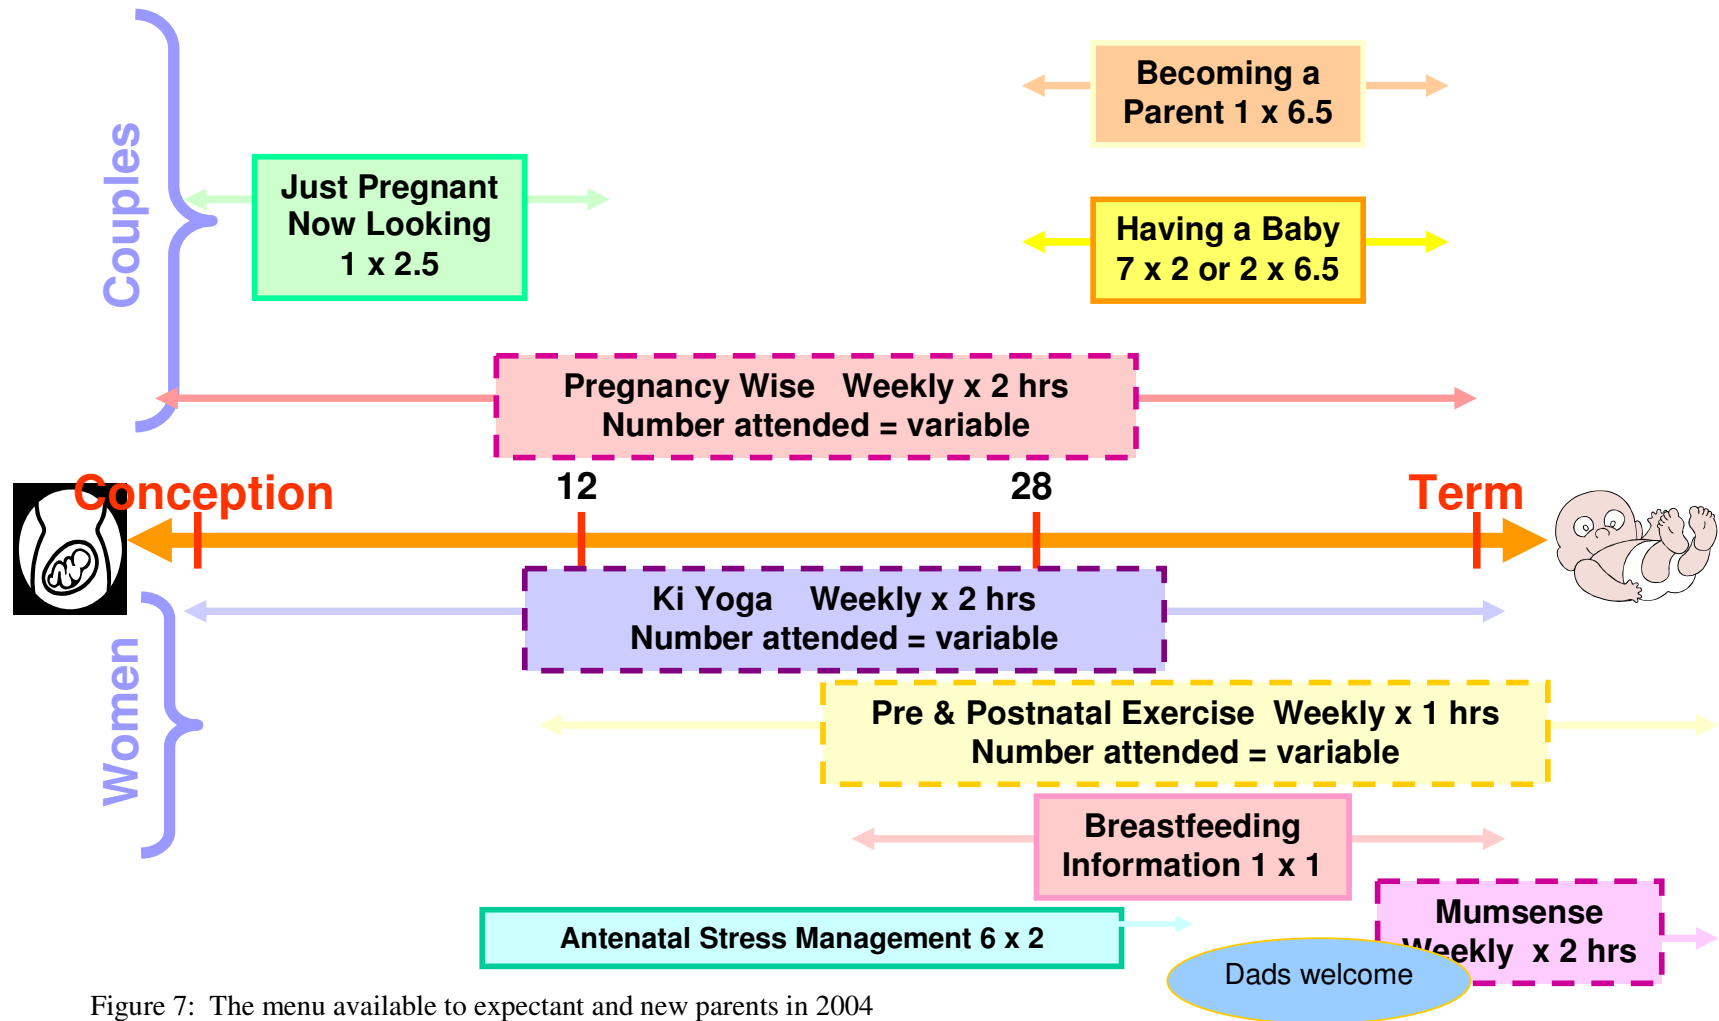 Couples
Becoming a
Parent 1 x 6.5
Just Pregnant
Now Looking
1 x 2.5
Having a Baby
7 x 2 or 2 x 6.5
Pregnancy Wise Weekly x 2 hrs
Number attended = variable
Conception
12
28
Term
Women
Ki Yoga Weekly x 2 hrs
Number attended = variable
Pre & Postnatal Exercise Weekly x 1 hrs
Number attended = variable
Breastfeeding
Information 1 x 1
Antenatal Stress Management 6 x 2
Mumsense
Weekly x 2 hrs
Dads welcome
Figure 7: The menu available to expectant and new parents in 2004